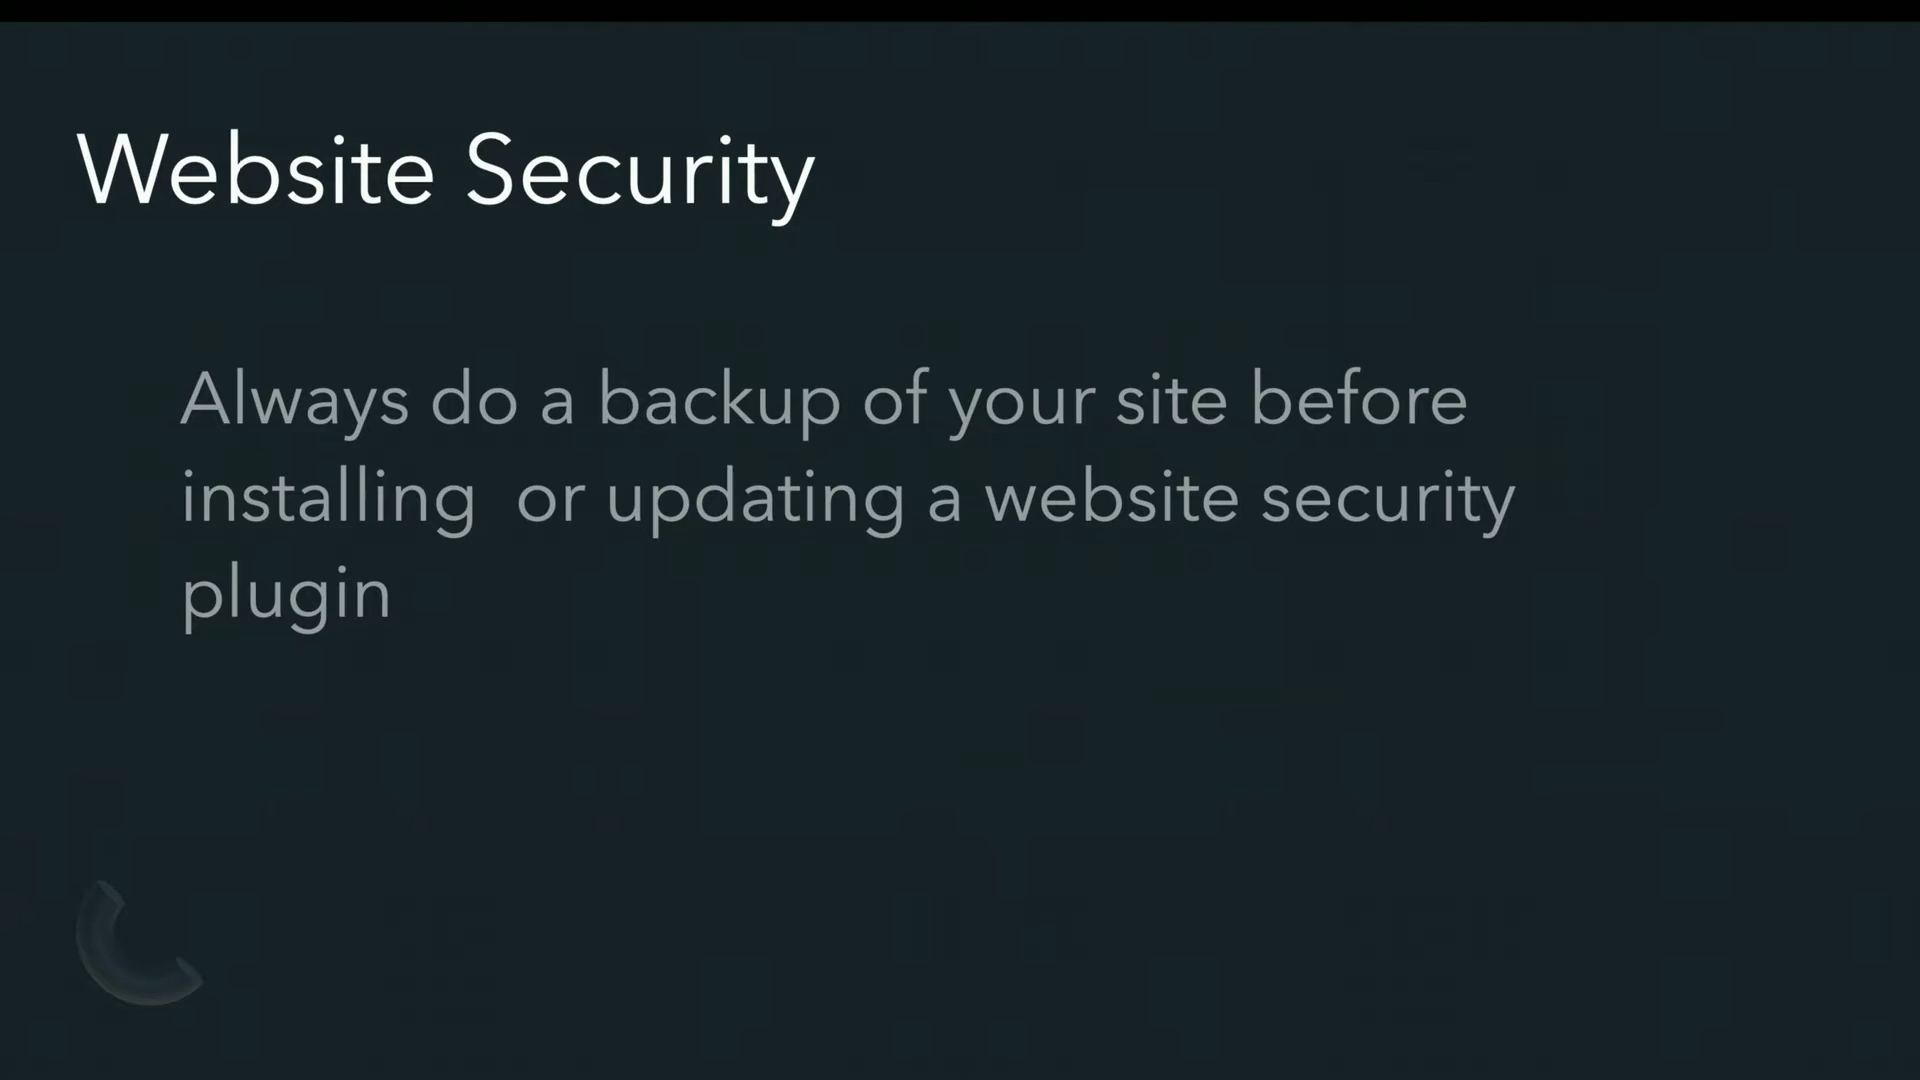 Website Security
Always do a backup of your site before
installing  or updating a website security
plugin